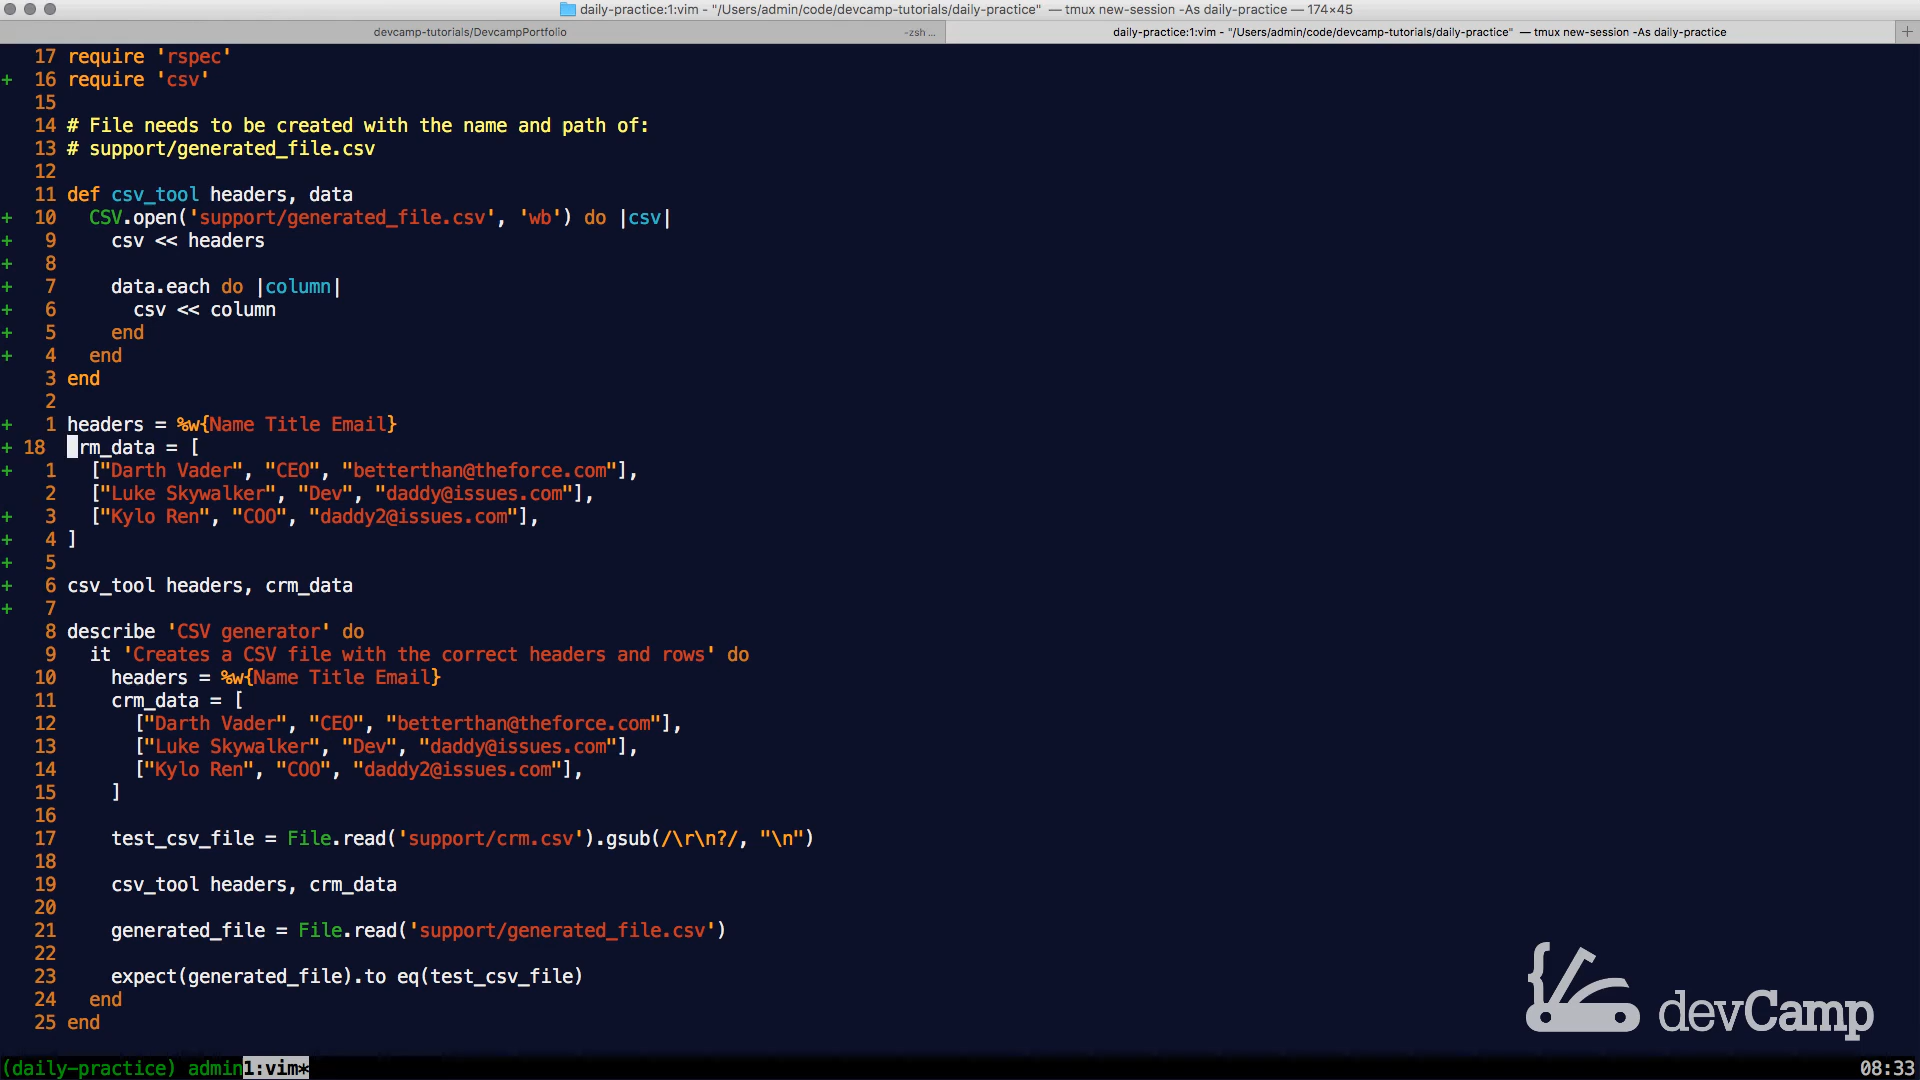 daily-practice:1:vim - "/Users/admin/code/devcamp-tutorials/daily-practice" — tmux new-session -As daily-practice — 174×45
devcamp-tutorials/DevcampPortfolio -zsh ... daily-practice:1:vim - "/Users/admin/code/devcamp-tutorials/daily-practice" — tmux new-session -As daily-practice +
17 require 'rspec'
+ 16 require 'csv'
15
14 # File needs to be created with the name and path of:
13 # support/generated_file.csv
12
11 def csv_tool headers, data
+ 10   CSV.open('support/generated_file.csv', 'wb') do |csv|
+ 9     csv << headers
+ 8
+ 7     data.each do |column|
+ 6       csv << column
+ 5     end
+ 4   end
3 end
2
+ 1 headers = %w{Name Title Email}
+ 18 rm_data = [
+ 1   ["Darth Vader", "CEO", "betterthan@theforce.com"],
2   ["Luke Skywalker", "Dev", "daddy@issues.com"],
+ 3   ["Kylo Ren", "COO", "daddy2@issues.com"],
+ 4 ]
+ 5
+ 6 csv_tool headers, crm_data
+ 7
8 describe 'CSV generator' do
9   it 'Creates a CSV file with the correct headers and rows' do
10     headers = %w{Name Title Email}
11     crm_data = [
12       ["Darth Vader", "CEO", "betterthan@theforce.com"],
13       ["Luke Skywalker", "Dev", "daddy@issues.com"],
14       ["Kylo Ren", "COO", "daddy2@issues.com"],
15     ]
16
17     test_csv_file = File.read('support/crm.csv').gsub(/\r\n?/, "\n")
18
19     csv_tool headers, crm_data
20
21     generated_file = File.read('support/generated_file.csv')
22
23     expect(generated_file).to eq(test_csv_file)
24   end
25 end
devCamp
(daily-practice) admin1:vim* 08:33